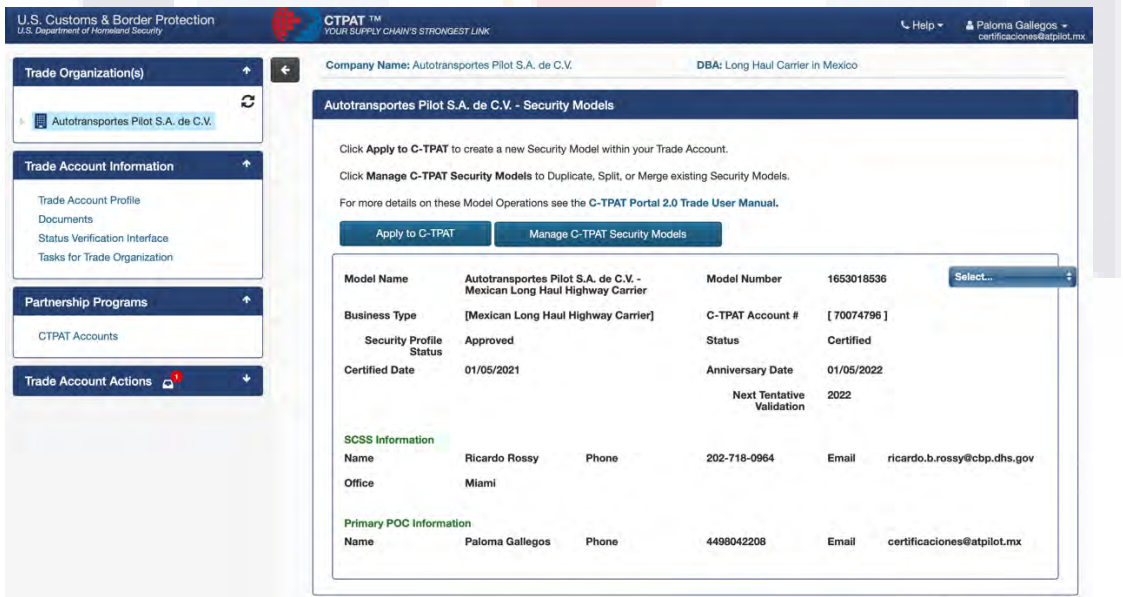 U.S. Customs & Border Protection
U.S. Department of Homeland Security
CTPAT ™
YOUR SUPPLY CHAIN'S STRONGEST LINK
Help
Paloma Gallegos
certificaciones@atpilot.mx
Trade Organization(s)
Autotransportes Pilot S.A. de C.V.
Trade Account Information
Trade Account Profile
Documents
Status Verification Interface
Tasks for Trade Organization
Partnership Programs
CTPAT Accounts
Trade Account Actions 1
Company Name: Autotransportes Pilot S.A. de C.V. DBA: Long Haul Carrier in Mexico
Autotransportes Pilot S.A. de C.V. - Security Models
Click Apply to C-TPAT to create a new Security Model within your Trade Account.
Click Manage C-TPAT Security Models to Duplicate, Split, or Merge existing Security Models.
For more details on these Model Operations see the C-TPAT Portal 2.0 Trade User Manual.
Apply to C-TPAT Manage C-TPAT Security Models
Model Name Autotransportes Pilot S.A. de C.V. - Mexican Long Haul Highway Carrier Model Number 1653018536 Select...
Business Type [Mexican Long Haul Highway Carrier] C-TPAT Account # [ 70074796 ]
Security Profile Status Approved Status Certified
Certified Date 01/05/2021 Anniversary Date 01/05/2022
Next Tentative Validation 2022
SCSS Information
Name Ricardo Rossy Phone 202-718-0964 Email ricardo.b.rossy@cbp.dhs.gov
Office Miami
Primary POC Information
Name Paloma Gallegos Phone 4498042208 Email certificaciones@atpilot.mx